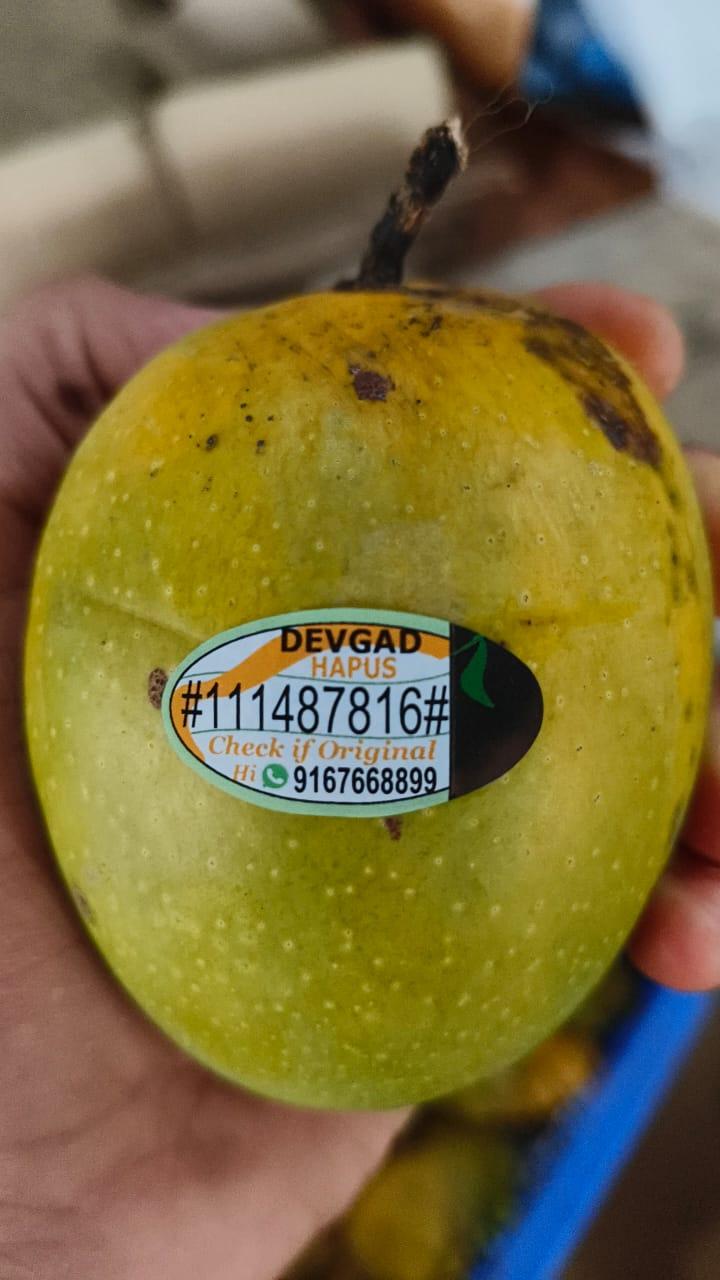 DEVGAD
HAPUS
#111487816#
Check if Original
Hi 9167668899